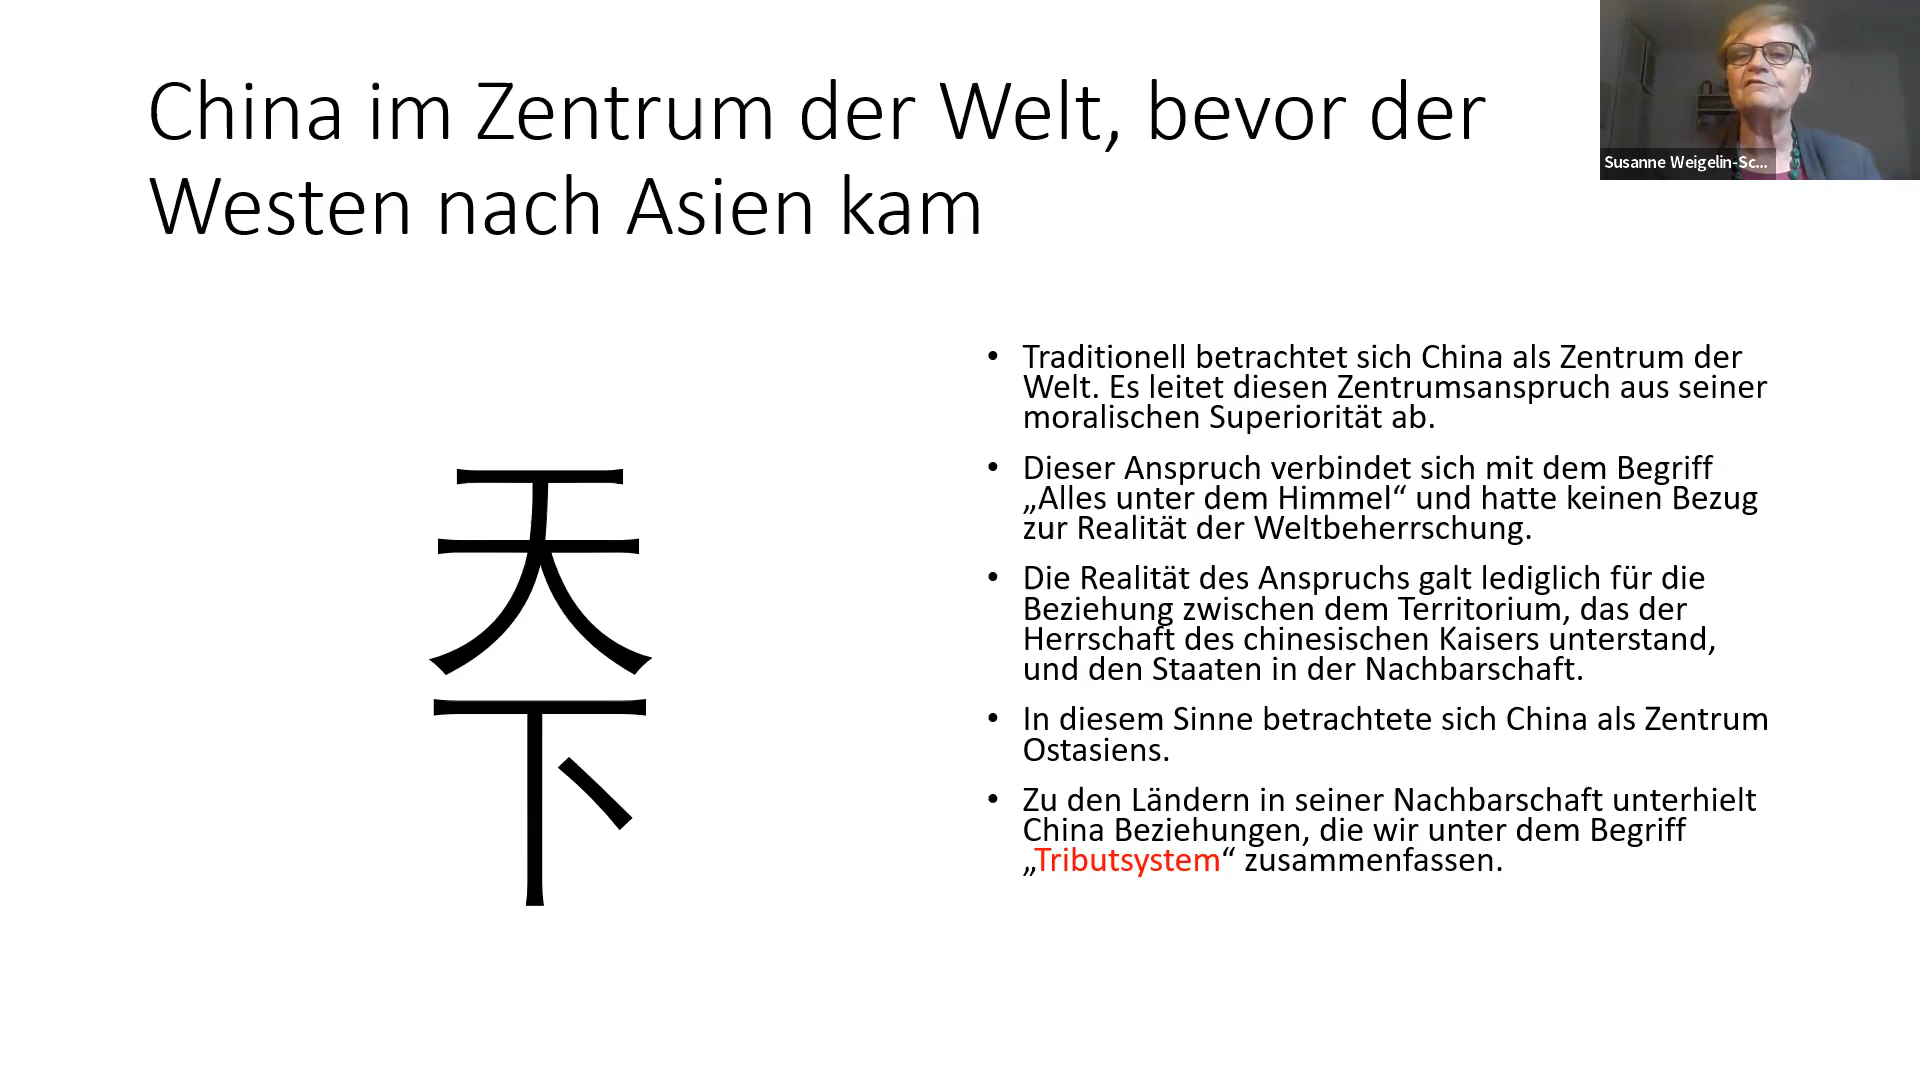 China im Zentrum der Welt, bevor der
Westen nach Asien kam
Susanne Weigelin-Sc...
天
下
• Traditionell betrachtet sich China als Zentrum der
Welt. Es leitet diesen Zentrumsanspruch aus seiner
moralischen Superiorität ab.
• Dieser Anspruch verbindet sich mit dem Begriff
„Alles unter dem Himmel“ und hatte keinen Bezug
zur Realität der Weltbeherrschung.
• Die Realität des Anspruchs galt lediglich für die
Beziehung zwischen dem Territorium, das der
Herrschaft des chinesischen Kaisers unterstand,
und den Staaten in der Nachbarschaft.
• In diesem Sinne betrachtete sich China als Zentrum
Ostasiens.
• Zu den Ländern in seiner Nachbarschaft unterhielt
China Beziehungen, die wir unter dem Begriff
„Tributsystem“ zusammenfassen.